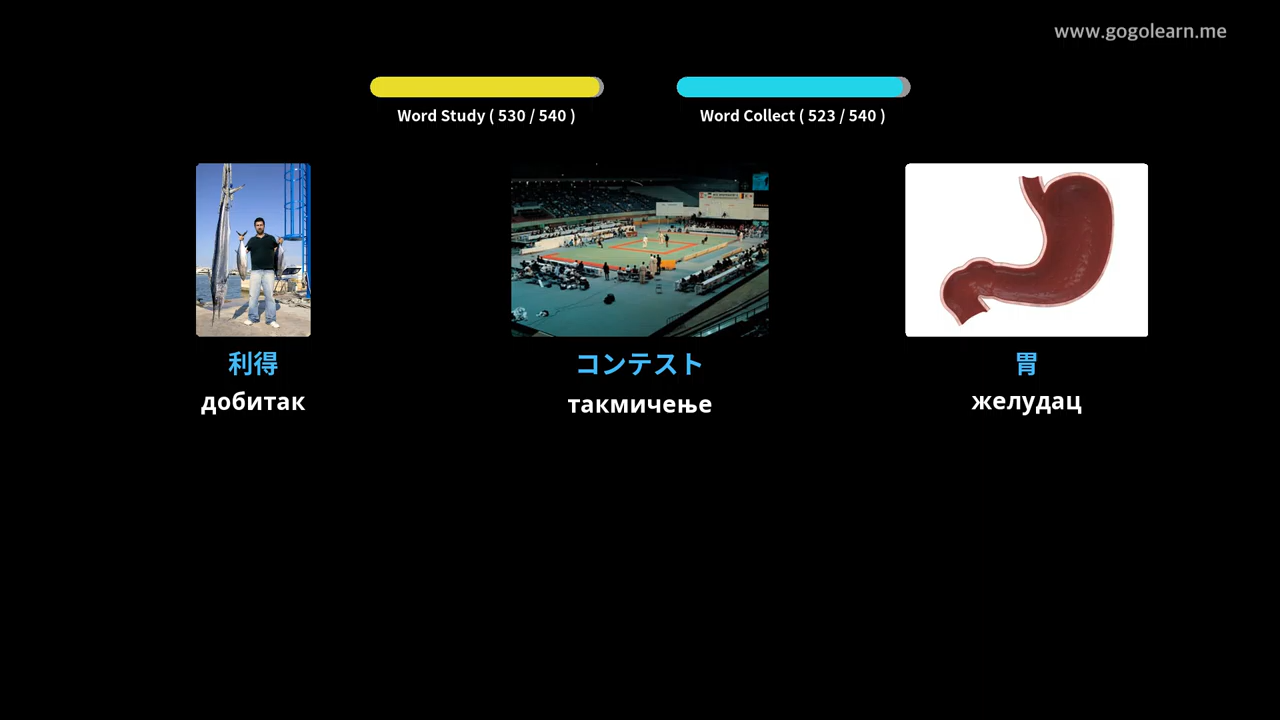 www.gogolearn.me
Word Study ( 530 / 540 )
Word Collect ( 523 / 540 )
利得
добитак
コンテスト
такмичење
胃
желудац